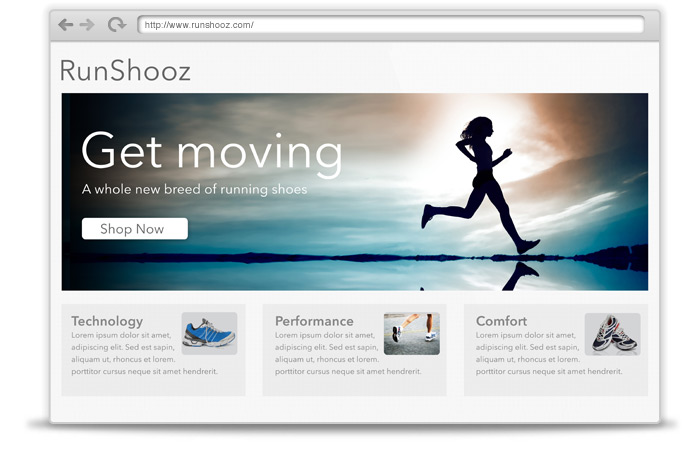 http://www.runshooz.com/
RunShooz
Get moving
A whole new breed of running shoes
Shop Now
Technology
Lorem ipsum dolor sit amet,
adipiscing elit. Sed est sapin,
aliquam ut, rhoncus et lorem.
porttitor cursus neque sit amet hendrerit.
Performance
Lorem ipsum dolor sit amet,
adipiscing elit. Sed est sapin,
aliquam ut, rhoncus et lorem.
porttitor cursus neque sit amet hendrerit.
Comfort
Lorem ipsum dolor sit amet,
adipiscing elit. Sed est sapin,
aliquam ut, rhoncus et lorem.
porttitor cursus neque sit amet hendrerit.